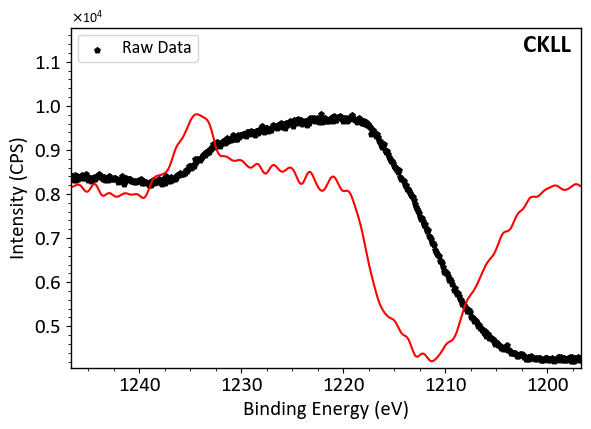 ×10⁴
CKLL
Raw Data
1.1
1.0
0.9
0.8
0.7
0.6
0.5
Intensity (CPS)
1240 1230 1220 1210 1200
Binding Energy (eV)